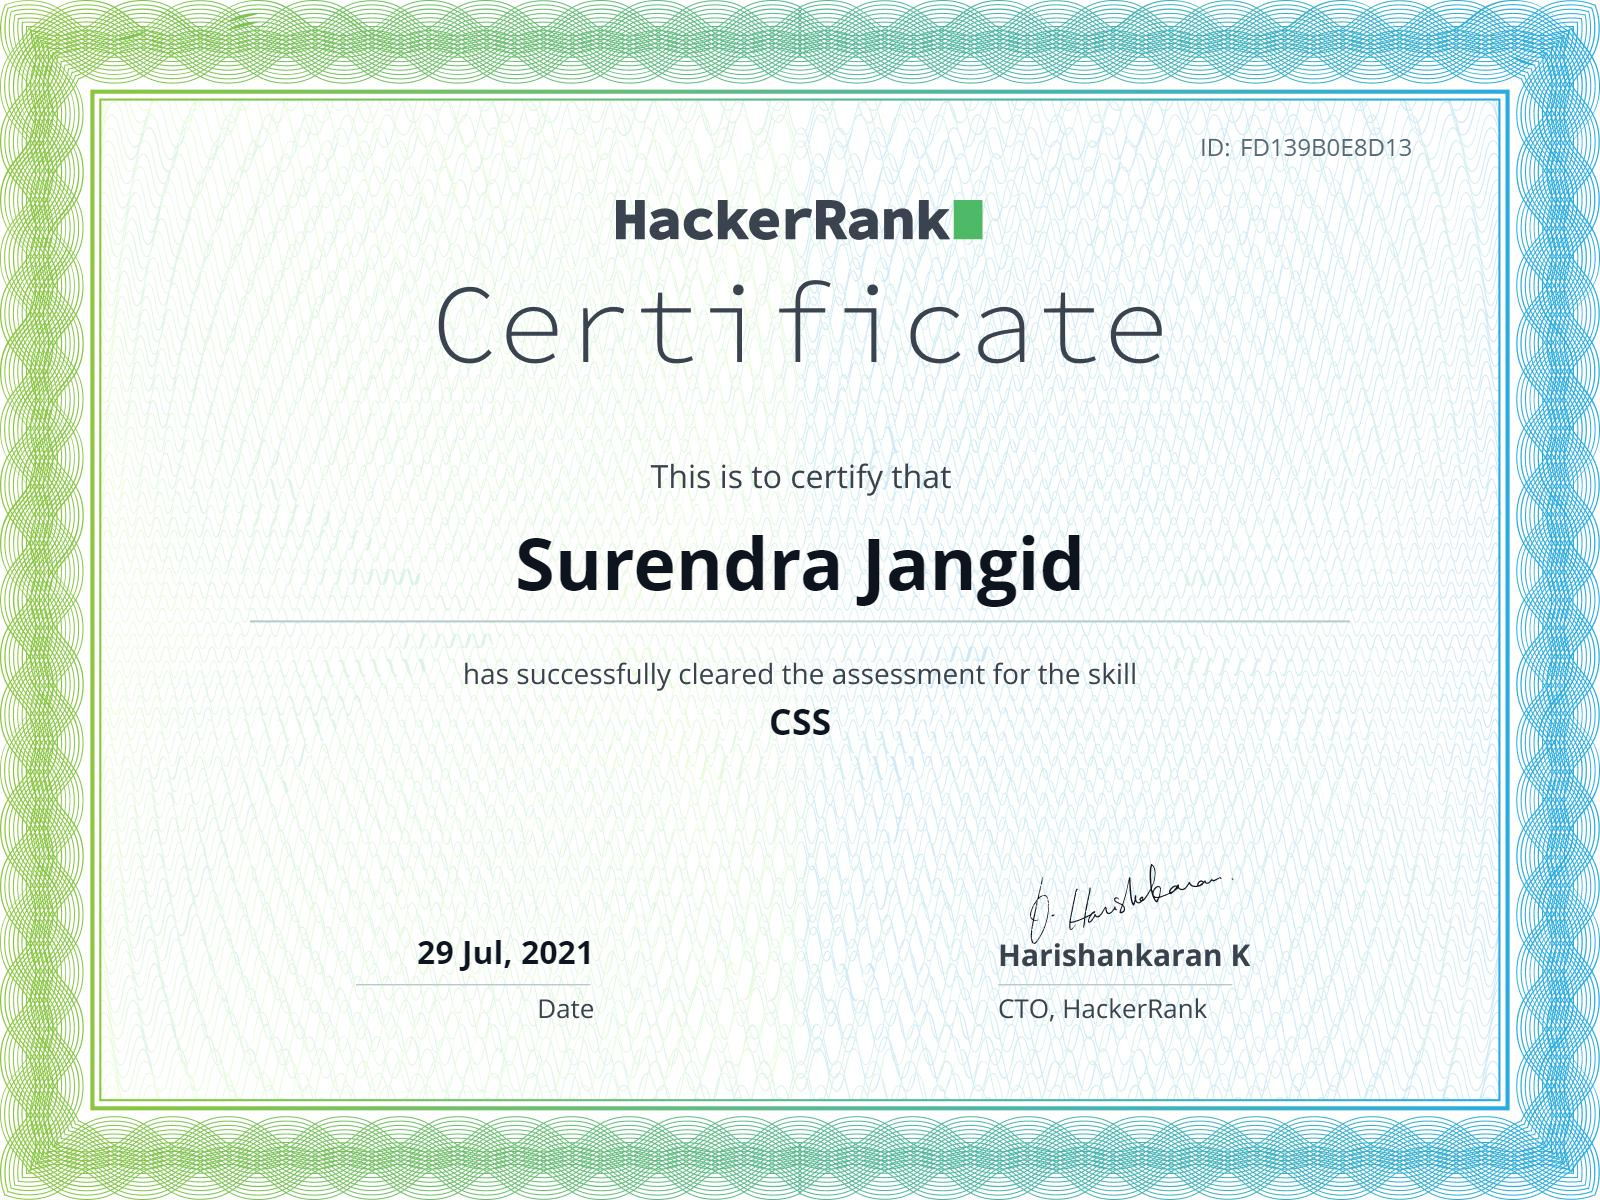 ID: FD139B0E8D13
HackerRank
Certificate
This is to certify that
Surendra Jangid
has successfully cleared the assessment for the skill
CSS
Harishankaran
29 Jul, 2021
Harishankaran K
Date
CTO, HackerRank